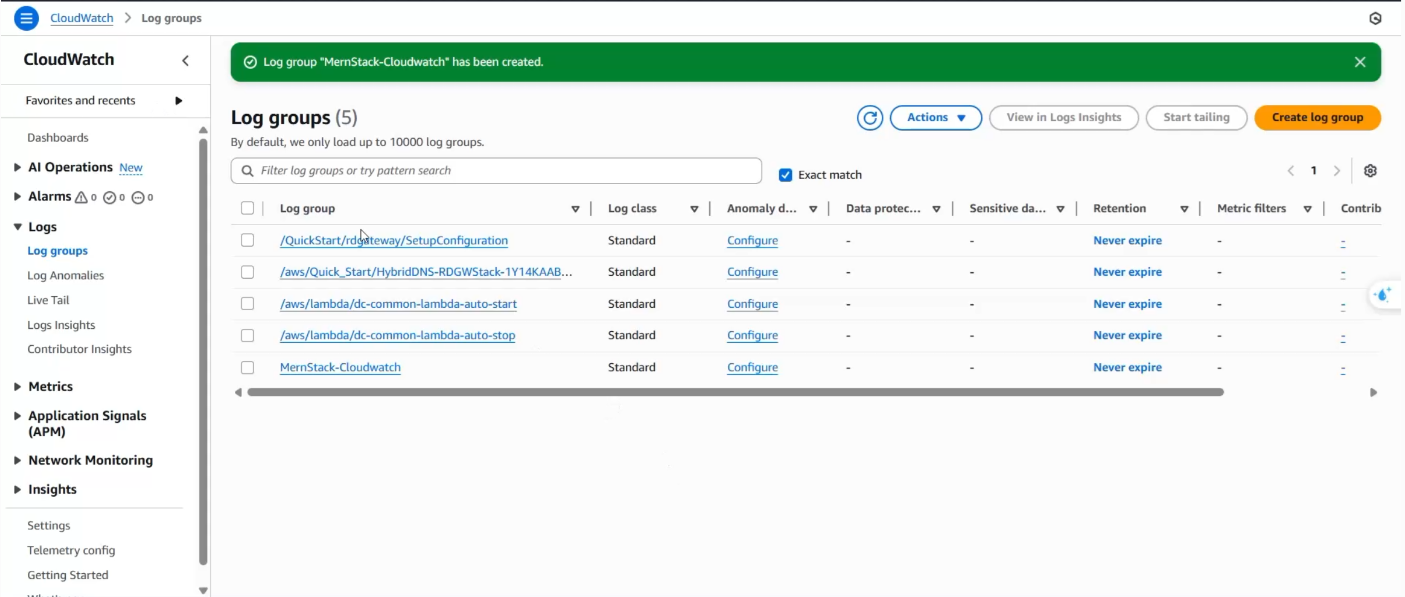 CloudWatch > Log groups
CloudWatch
Favorites and recents
Dashboards
AI Operations New
Alarms 0 0 0
Logs
Log groups
Log Anomalies
Live Tail
Logs Insights
Contributor Insights
Metrics
Application Signals
(APM)
Network Monitoring
Insights
Settings
Telemetry config
Getting Started
Log group "MernStack-Cloudwatch" has been created.
Log groups (5)
Actions View in Logs Insights Start tailing Create log group
By default, we only load up to 10000 log groups.
Filter log groups or try pattern search Exact match 1
Log group Log class Anomaly d... Data protec... Sensitive da... Retention Metric filters Contrib
/QuickStart/rdgateway/SetupConfiguration Standard Configure - - Never expire - -
/aws/Quick_Start/HybridDNS-RDGWStack-1Y14KAAB... Standard Configure - - Never expire - -
/aws/lambda/dc-common-lambda-auto-start Standard Configure - - Never expire - -
/aws/lambda/dc-common-lambda-auto-stop Standard Configure - - Never expire - -
MernStack-Cloudwatch Standard Configure - - Never expire - -